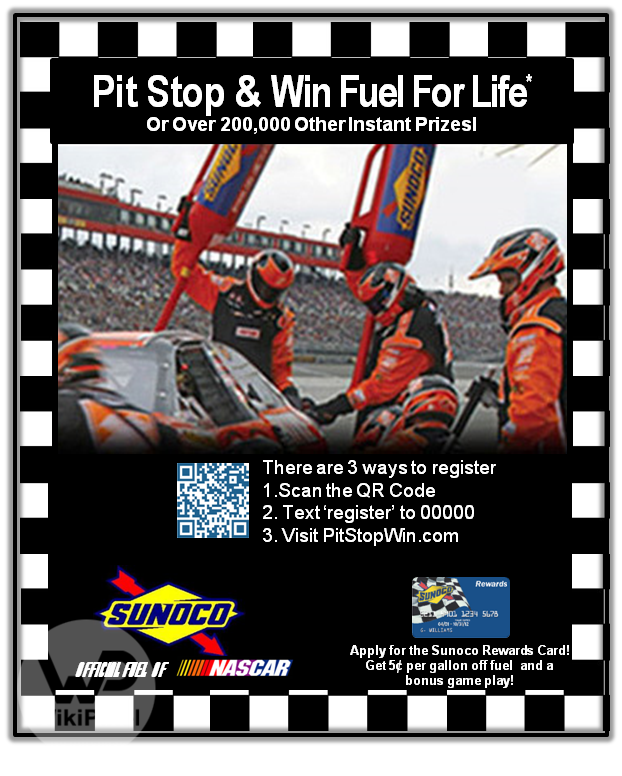 Pit Stop & Win Fuel For Life*
Or Over 200,000 Other Instant Prizes!
SUNOCO
SUNOCO
There are 3 ways to register
1.Scan the QR Code
2. Text ‘register’ to 00000
3. Visit PitStopWin.com
SUNOCO
OFFICIAL FUEL OF NASCAR
Rewards
SUNOCO
1234 5678
G. WILLIAMS
Apply for the Sunoco Rewards Card!
Get 5¢ per gallon off fuel and a
bonus game play!